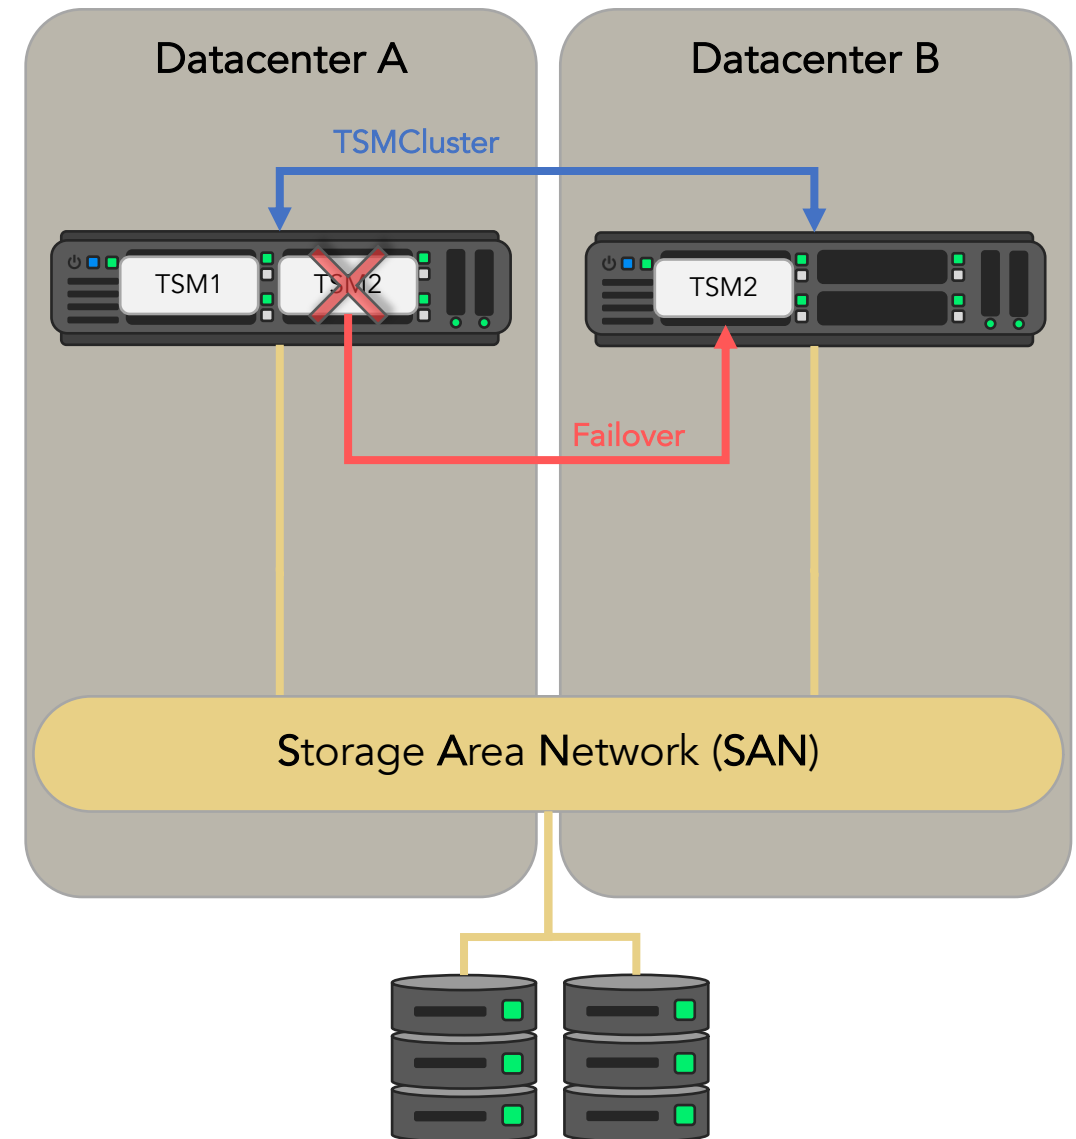 Datacenter A
Datacenter B
TSMCluster
TSM1
TSM2
TSM2
Failover
Storage Area Network (SAN)